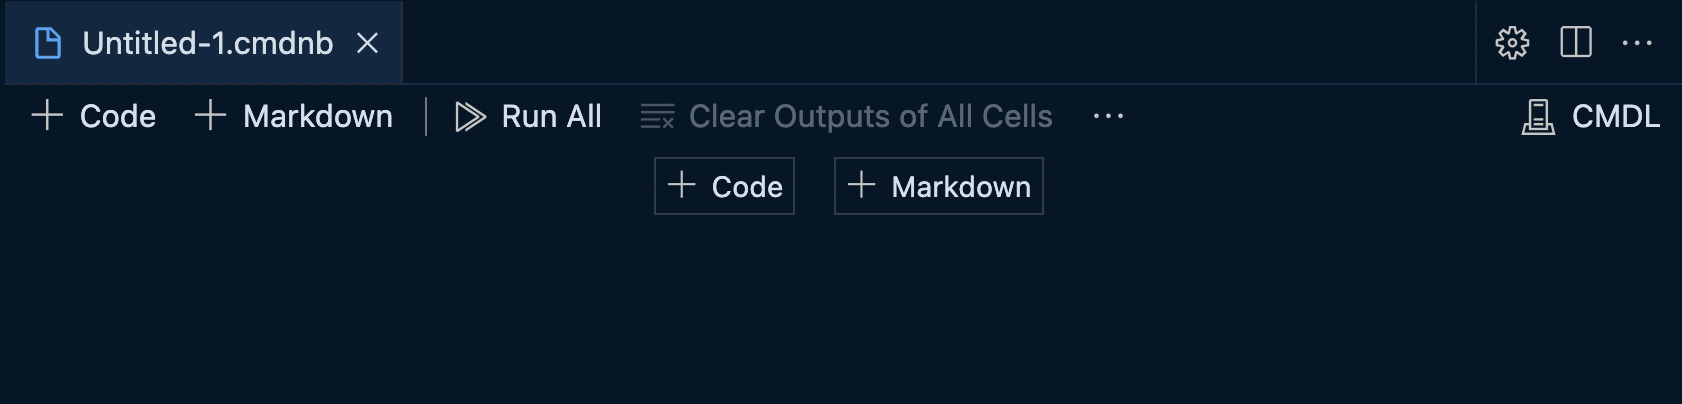 Untitled-1.cmdnb
Code Markdown Run All Clear Outputs of All Cells ... CMDL
Code Markdown